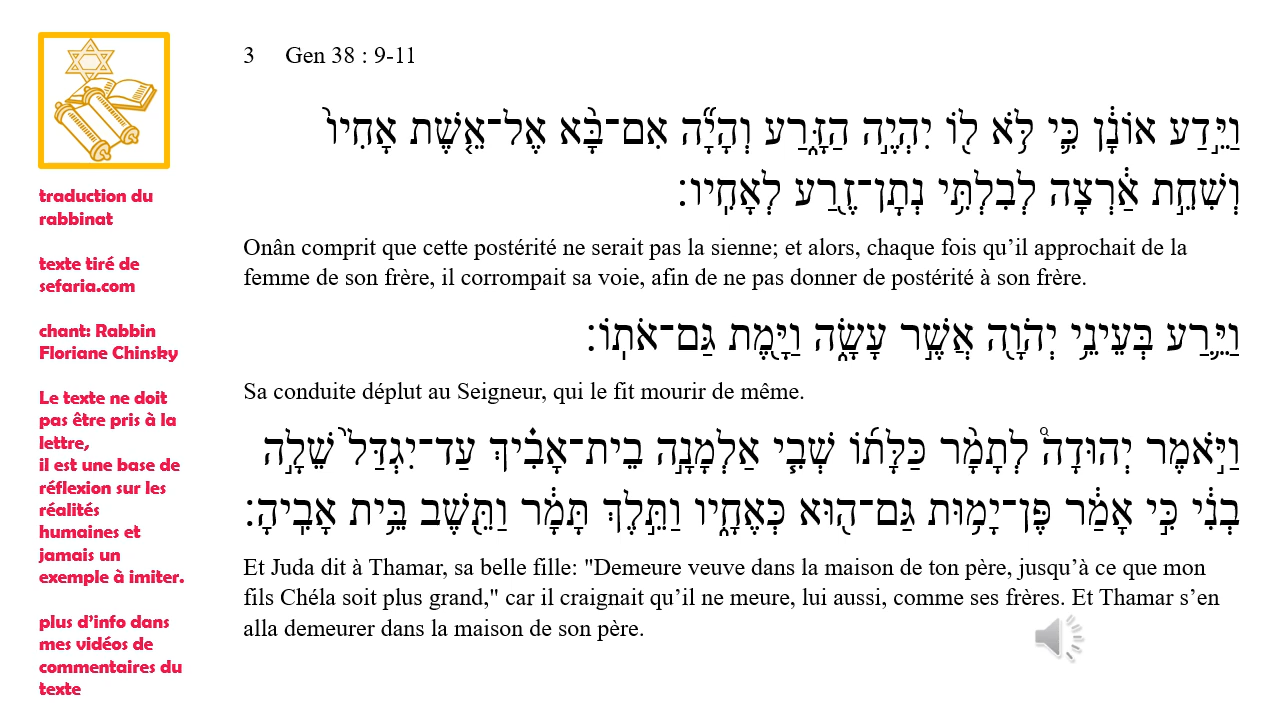 traduction du
rabbinat
texte tiré de
sefaria.com
chant: Rabbin
Floriane Chinsky
Le texte ne doit
pas être pris à la
lettre,
il est une base de
réflexion sur les
réalités
humaines et
jamais un
exemple à imiter.
plus d’info dans
mes vidéos de
commentaires du
texte
3 Gen 38 : 9-11
וַיֵּ֣דַע אוֹנָ֔ן כִּ֛י לֹּ֥א ל֖וֹ יִהְיֶ֣ה הַזָּ֑רַע וְהָיָ֞ה אִם־בָּ֨א אֶל־אֵ֤שֶׁת אָחִיו֙
וְשִׁחֵ֣ת אַ֔רְצָה לְבִלְתִּ֥י נְתׇן־זֶ֖רַע לְאָחִֽיו׃
Onân comprit que cette postérité ne serait pas la sienne; et alors, chaque fois qu’il approchait de la
femme de son frère, il corrompait sa voie, afin de ne pas donner de postérité à son frère.
וַיֵּ֛רַע בְּעֵינֵ֥י יְהֹוָ֖ה אֲשֶׁ֣ר עָשָׂ֑ה וַיָּ֖מֶת גַּם־אֹתֽוֹ׃
Sa conduite déplut au Seigneur, qui le fit mourir de même.
וַיֹּ֣אמֶר יְהוּדָה֩ לְתָמָ֨ר כַּלָּת֜וֹ שְׁבִ֧י אַלְמָנָ֣ה בֵית־אָבִ֗יךְ עַד־יִגְדַּל֙ שֵׁלָ֣ה
בְנִ֔י כִּ֣י אָמַ֔ר פֶּן־יָמ֥וּת גַּם־ה֖וּא כְּאֶחָ֑יו וַתֵּ֣לֶךְ תָּמָ֔ר וַתֵּ֖שֶׁב בֵּ֥ית אָבִֽיהָ׃
Et Juda dit à Thamar, sa belle fille: "Demeure veuve dans la maison de ton père, jusqu’à ce que mon
fils Chéla soit plus grand," car il craignait qu’il ne meure, lui aussi, comme ses frères. Et Thamar s’en
alla demeurer dans la maison de son père.